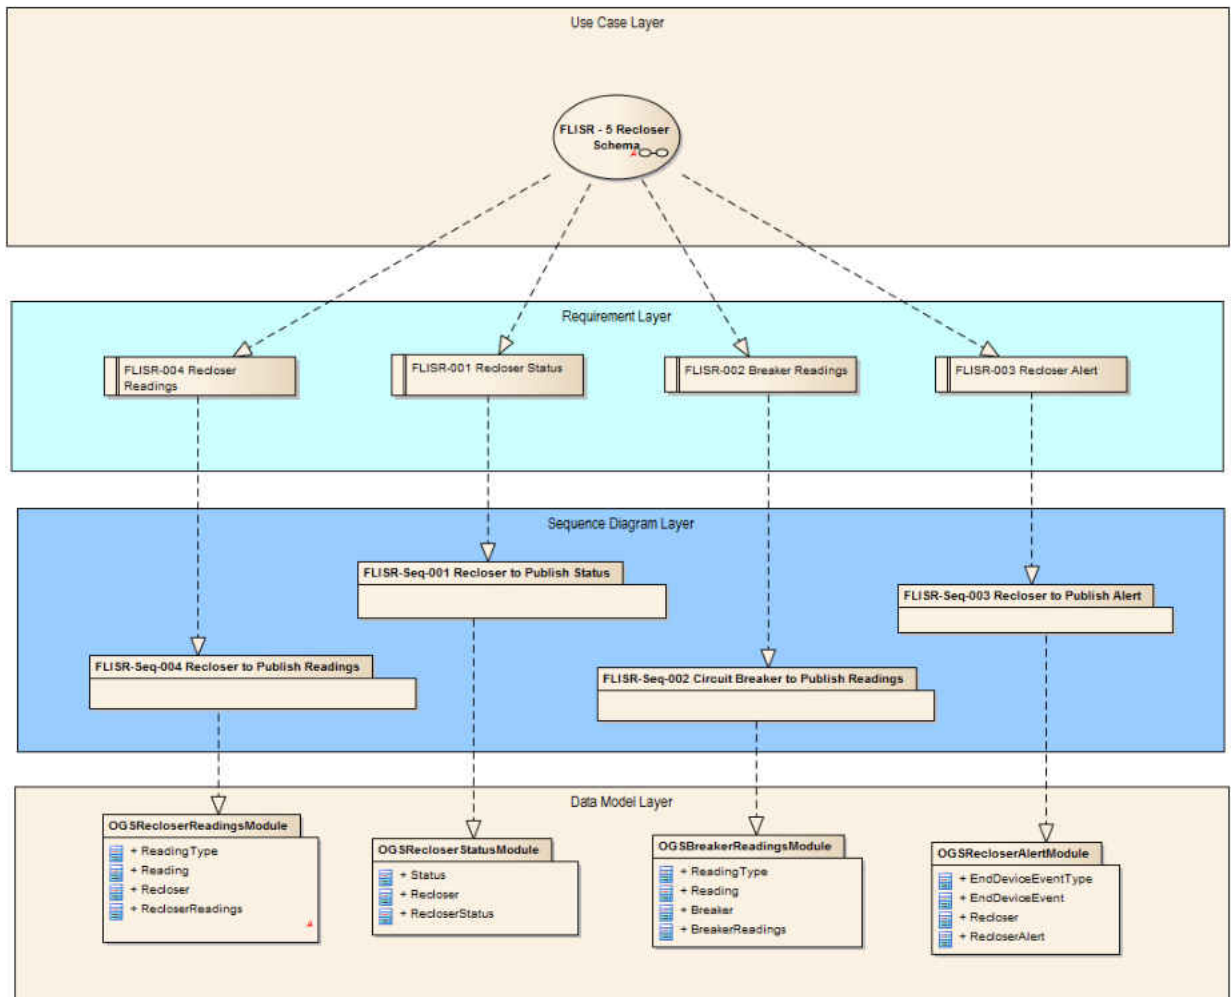 Use Case Layer
FLISR - 5 Recloser
Schema
Requirement Layer
FLISR-004 Recloser
Readings
FLISR-001 Recloser Status
FLISR-002 Breaker Readings
FLISR-003 Recloser Alert
Sequence Diagram Layer
FLISR-Seq-001 Recloser to Publish Status
FLISR-Seq-003 Recloser to Publish Alert
FLISR-Seq-004 Recloser to Publish Readings
FLISR-Seq-002 Circuit Breaker to Publish Readings
Data Model Layer
OGSRecloserReadingsModule
+ ReadingType
+ Reading
+ Recloser
+ RecloserReadings
OGSRecloserStatusModule
+ Status
+ Recloser
+ RecloserStatus
OGSBreakerReadingsModule
+ ReadingType
+ Reading
+ Breaker
+ BreakerReadings
OGSRecloserAlertModule
+ EndDeviceEventType
+ EndDeviceEvent
+ Recloser
+ RecloserAlert